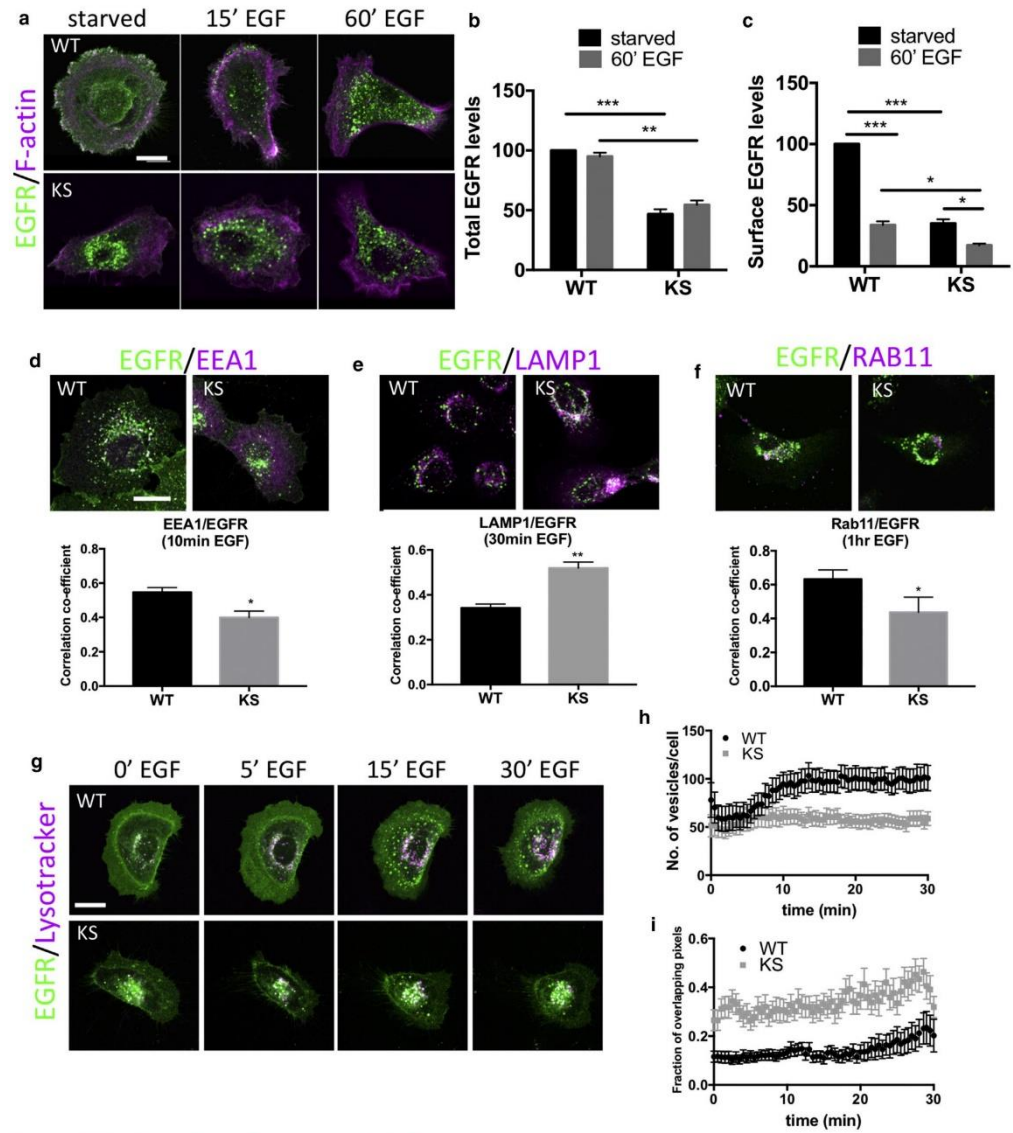 a
starved 15’ EGF 60’ EGF
EGFR/F-actin
WT
KS
b
starved
60’ EGF
Total EGFR levels
150
100
50
0
***
**
WT KS
c
starved
60’ EGF
Surface EGFR levels
150
100
50
0
***
***
*
*
WT KS
d
EGFR/EEA1
WT KS
EEA1/EGFR
(10min EGF)
Correlation co-efficient
0.8
0.6
0.4
0.2
0.0
*
WT KS
e
EGFR/LAMP1
WT KS
LAMP1/EGFR
(30min EGF)
Correlation co-efficient
0.6
0.4
0.2
0.0
**
WT KS
f
EGFR/RAB11
WT KS
Rab11/EGFR
(1hr EGF)
Correlation co-efficient
0.8
0.6
0.4
0.2
0.0
*
WT KS
g
0’ EGF 5’ EGF 15’ EGF 30’ EGF
EGFR/Lysotracker
WT
KS
h
WT
KS
No. of vesicles/cell
150
100
50
0
0 10 20 30
time (min)
i
WT
KS
Fraction of overlapping pixels
0.6
0.4
0.2
0.0
0 10 20 30
time (min)